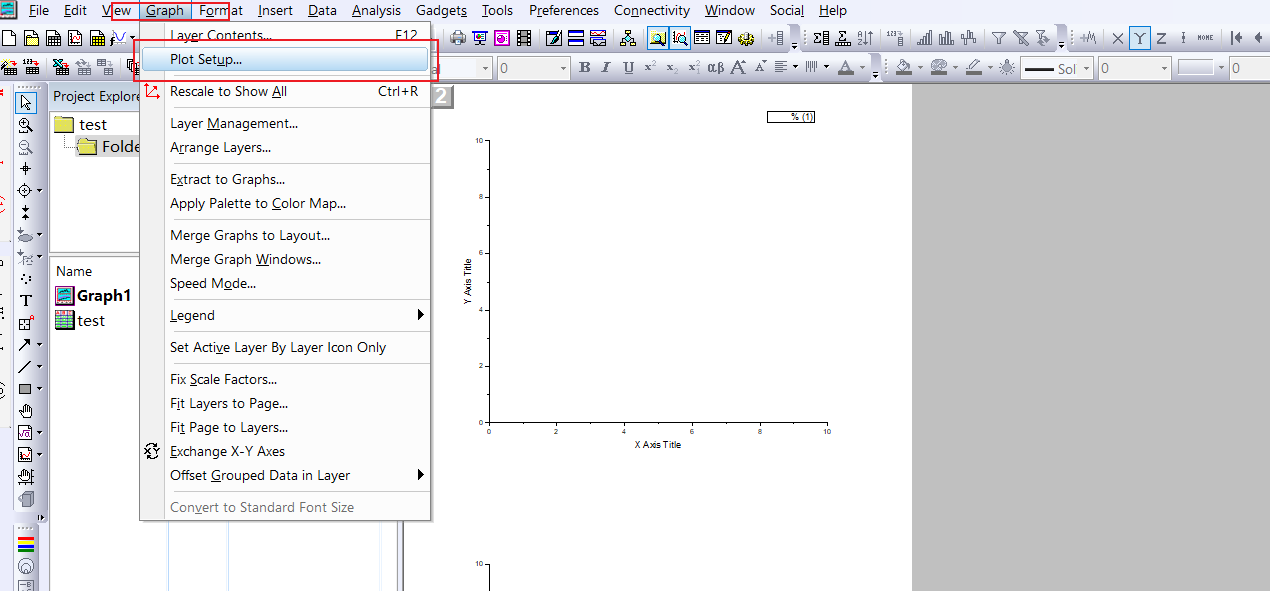 File Edit View Graph Format Insert Data Analysis Gadgets Tools Preferences Connectivity Window Social Help
Layer Contents... F12
Plot Setup...
0 B I U αβ A A A Sol 0 0
Project Explore
2
Rescale to Show All Ctrl+R
% (1)
test
Layer Management...
Folde
Arrange Layers...
Extract to Graphs...
Apply Palette to Color Map...
Merge Graphs to Layout...
Merge Graph Windows...
Speed Mode...
Name
Graph1
test
Legend
Set Active Layer By Layer Icon Only
Fix Scale Factors...
Fit Layers to Page...
Fit Page to Layers...
Exchange X-Y Axes
Offset Grouped Data in Layer
Convert to Standard Font Size
10
8
6
4
2
0
Y Axis Title
0 2 4 6 8 10
X Axis Title
10